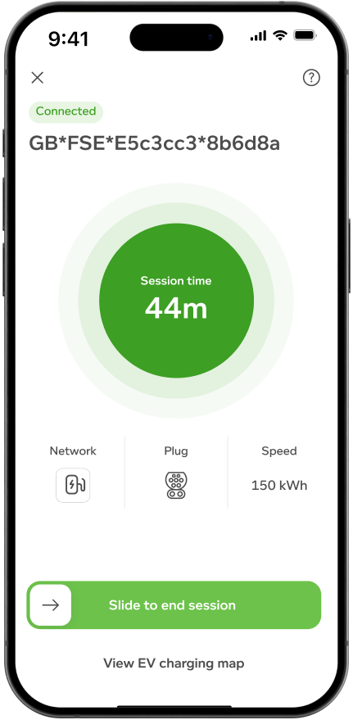 9:41
?
Connected
GB*FSE*E5c3cc3*8b6d8a
Session time
44m
Network
Plug
Speed
150 kWh
Slide to end session
View EV charging map